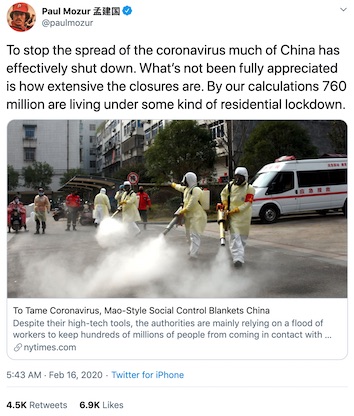 Paul Mozur 孟建国
@paulmozur
To stop the spread of the coronavirus much of China has
effectively shut down. What's not been fully appreciated
is how extensive the closures are. By our calculations 760
million are living under some kind of residential lockdown.
To Tame Coronavirus, Mao-Style Social Control Blankets China
Despite their high-tech tools, the authorities are mainly relying on a flood of
workers to keep hundreds of millions of people from coming in contact with ...
nytimes.com
5:43 AM · Feb 16, 2020 · Twitter for iPhone
4.5K Retweets 6.9K Likes